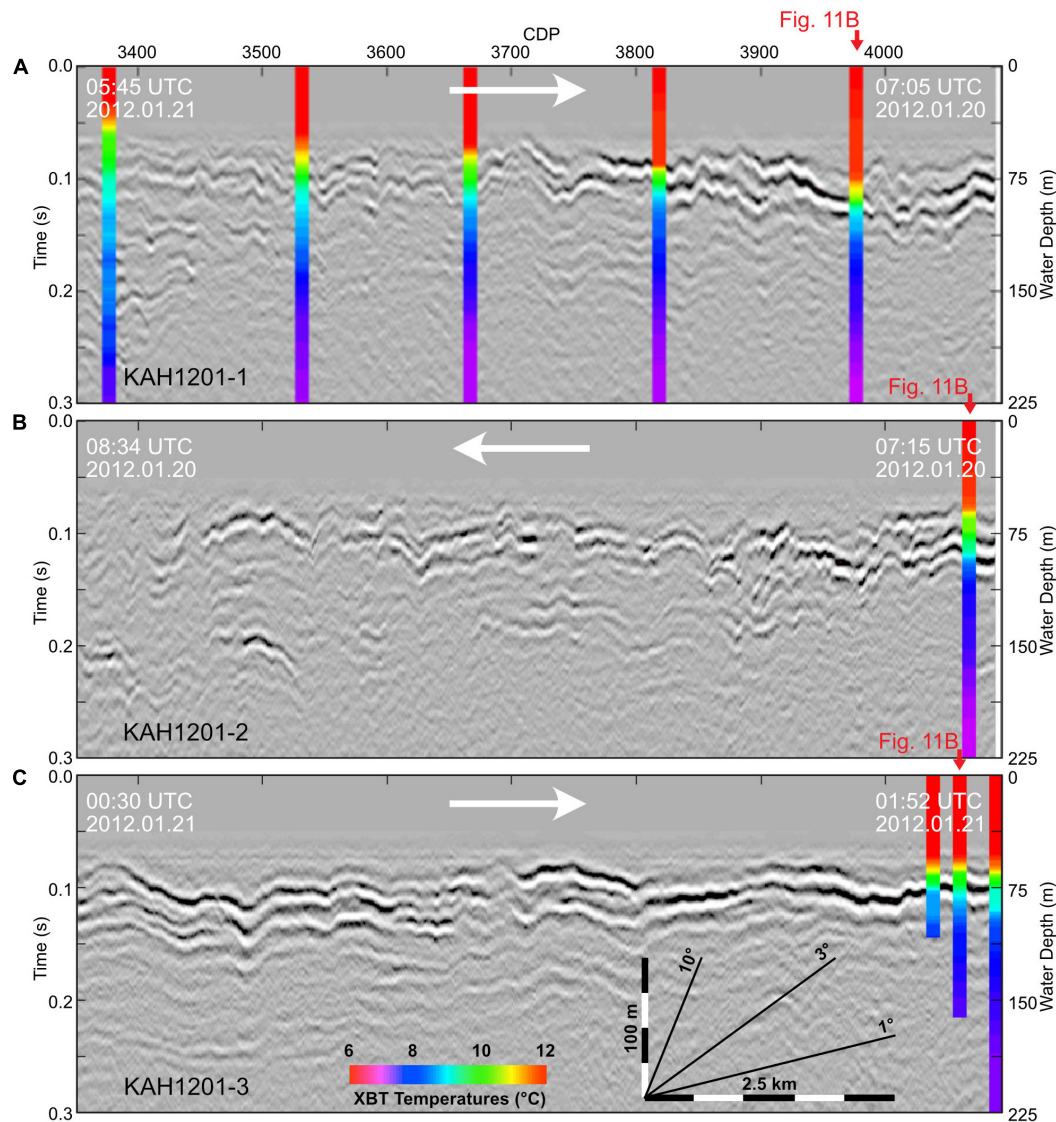 Fig. 11B
CDP
3400 3500 3600 3700 3800 3900 4000
A
0.0 0
05:45 UTC 07:05 UTC
2012.01.21 2012.01.20
0.1 75
Time (s) Water Depth (m)
0.2 150
KAH1201-1
0.3 225
Fig. 11B
B
0.0 0
08:34 UTC 07:15 UTC
2012.01.20 2012.01.20
0.1 75
Time (s) Water Depth (m)
0.2 150
KAH1201-2
0.3 225
Fig. 11B
C
0.0 0
00:30 UTC 01:52 UTC
2012.01.21 2012.01.21
0.1 75
Time (s) Water Depth (m)
10° 3°
0.2 150
100 m 1°
6 8 10 12
KAH1201-3
2.5 km
XBT Temperatures (°C)
0.3 225